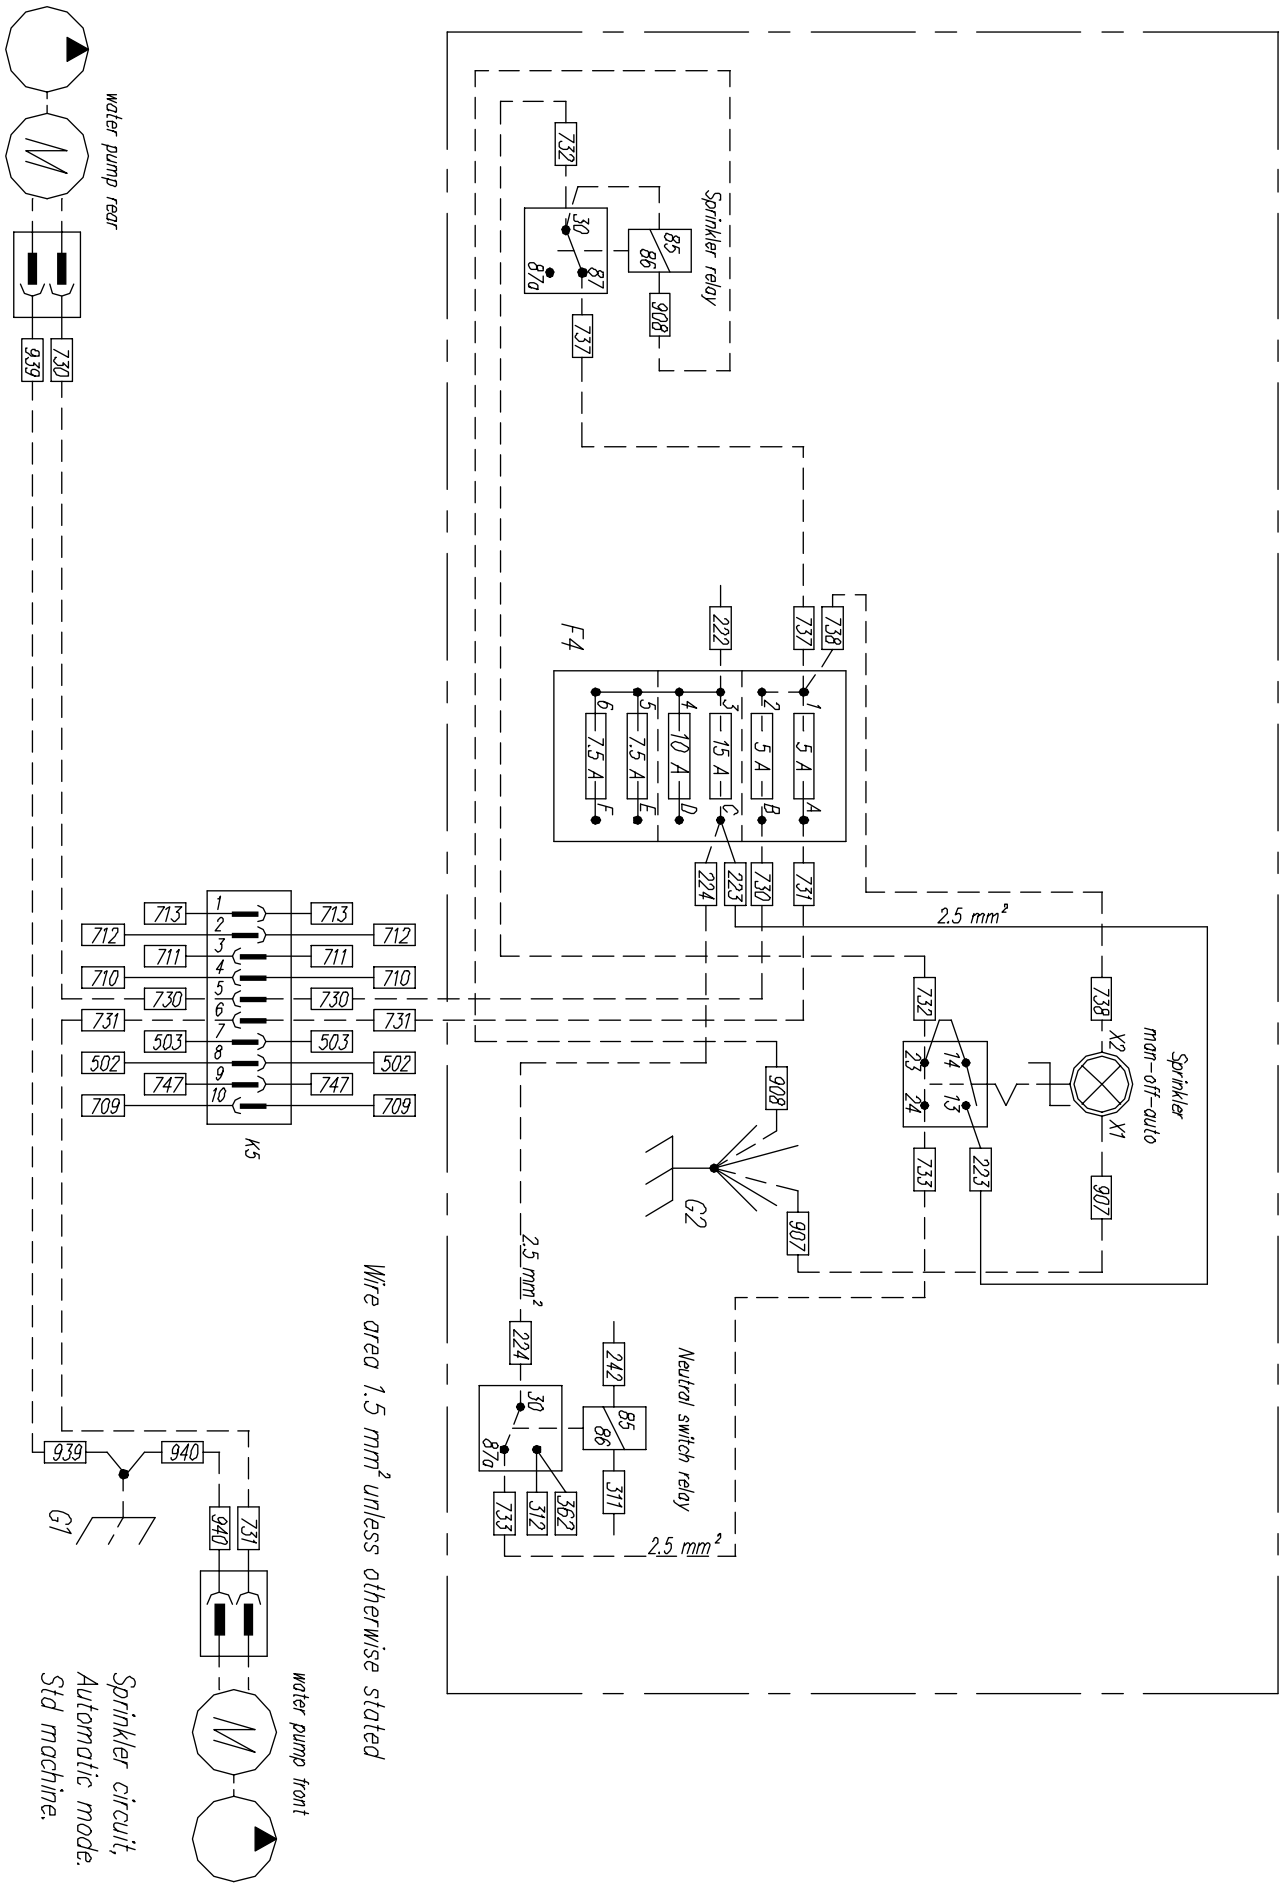 water pump rear
M
939
730
732
Sprinkler relay
30
87
87a
85
86
908
737
F4
222
737
738
1
5 A
A
2
5 A
B
3
15 A
C
4
10 A
D
5
7.5 A
E
6
7.5 A
F
224
223
730
731
2.5 mm²
732
738
Sprinkler
man-off-auto
X2
X1
23
14
24
13
733
223
907
908
G2
907
713
1
713
712
2
712
711
3
711
710
4
710
730
5
730
731
6
731
503
7
503
502
8
502
747
9
747
709
10
709
K5
2.5 mm²
224
242
Neutral switch relay
30
87a
85
86
733
312
362
311
2.5 mm²
Wire area 1.5 mm² unless otherwise stated
939
940
G1
940
731
M
water pump front
Sprinkler circuit,
Automatic mode.
Std machine.